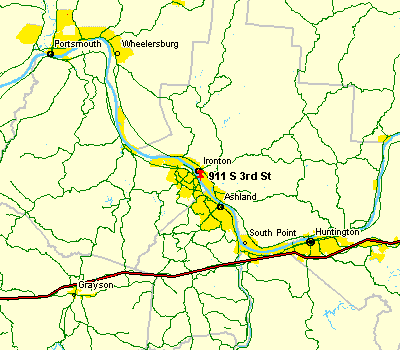 Portsmouth
Wheelersburg
Ironton
911 S 3rd St
Ashland
South Point
Huntington
Grayson